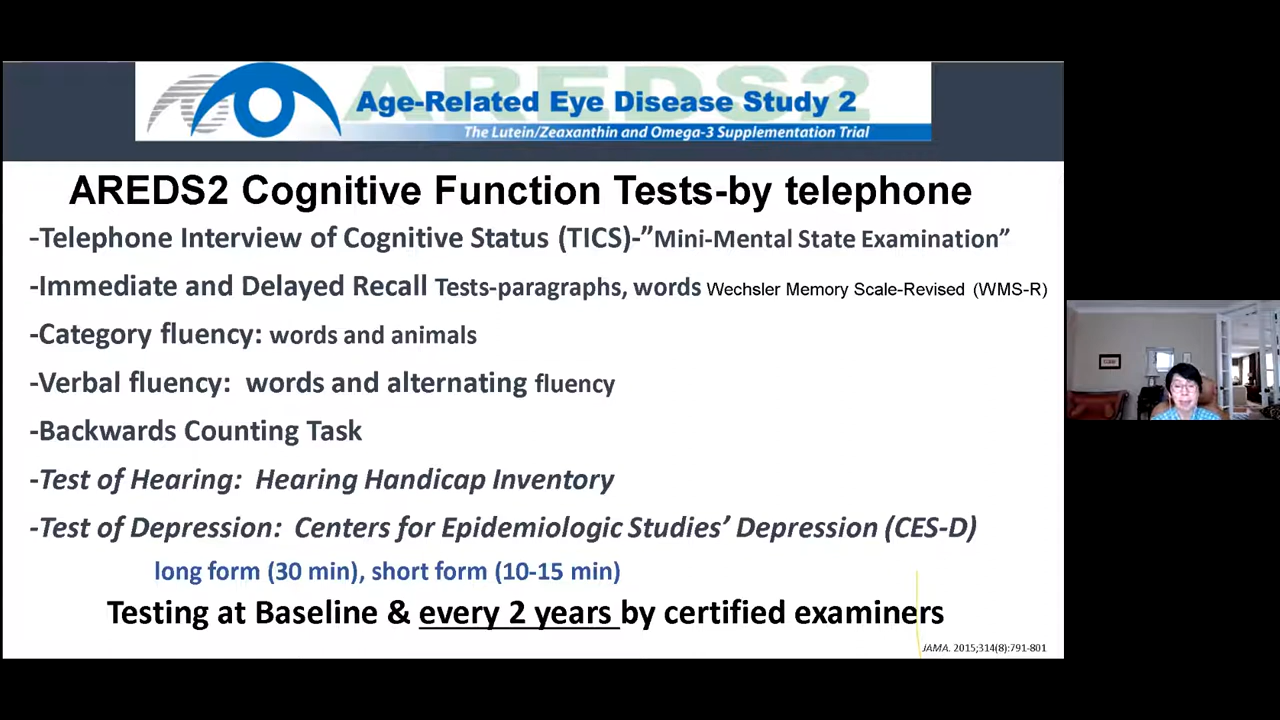 AREDS2
Age-Related Eye Disease Study 2
The Lutein/Zeaxanthin and Omega-3 Supplementation Trial
AREDS2 Cognitive Function Tests-by telephone
-Telephone Interview of Cognitive Status (TICS)-”Mini-Mental State Examination”
-Immediate and Delayed Recall Tests-paragraphs, words Wechsler Memory Scale-Revised (WMS-R)
-Category fluency: words and animals
-Verbal fluency: words and alternating fluency
-Backwards Counting Task
-Test of Hearing: Hearing Handicap Inventory
-Test of Depression: Centers for Epidemiologic Studies’ Depression (CES-D)
long form (30 min), short form (10-15 min)
Testing at Baseline & every 2 years by certified examiners
JAMA. 2015;314(8):791-801